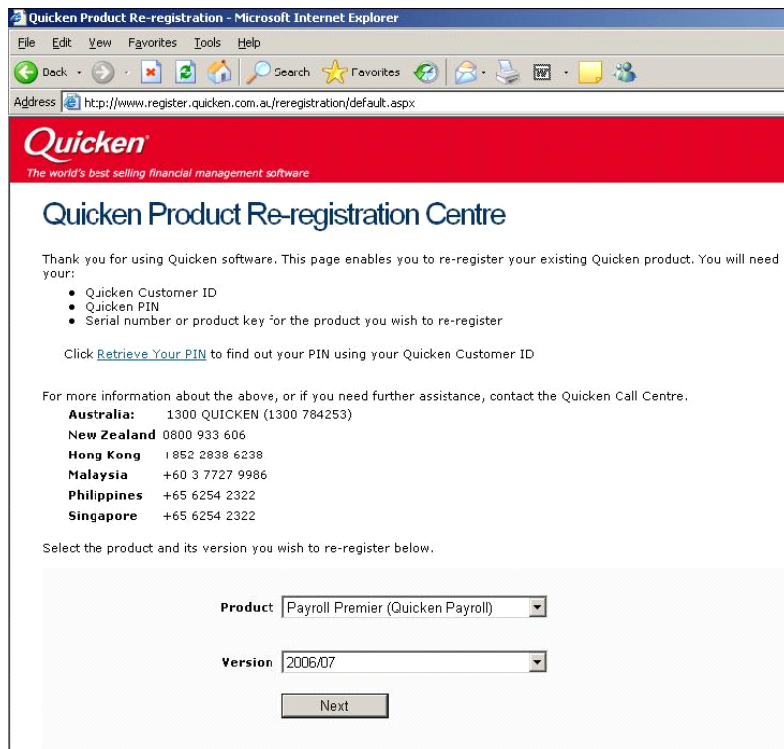 Quicken Product Re-registration - Microsoft Internet Explorer
File Edit View Favorites Tools Help
Back Search Favorites
Address http://www.register.quicken.com.au/reregistration/default.aspx
Quicken
The world's best selling financial management software
Quicken Product Re-registration Centre
Thank you for using Quicken software. This page enables you to re-register your existing Quicken product. You will need
your:
• Quicken Customer ID
• Quicken PIN
• Serial number or product key for the product you wish to re-register
Click Retrieve Your PIN to find out your PIN using your Quicken Customer ID
For more information about the above, or if you need further assistance, contact the Quicken Call Centre.
Australia: 1300 QUICKEN (1300 784253)
New Zealand 0800 933 606
Hong Kong +852 2838 6238
Malaysia +60 3 7727 9986
Philippines +65 6254 2322
Singapore +65 6254 2322
Select the product and its version you wish to re-register below.
Product Payroll Premier (Quicken Payroll)
Version 2006/07
Next